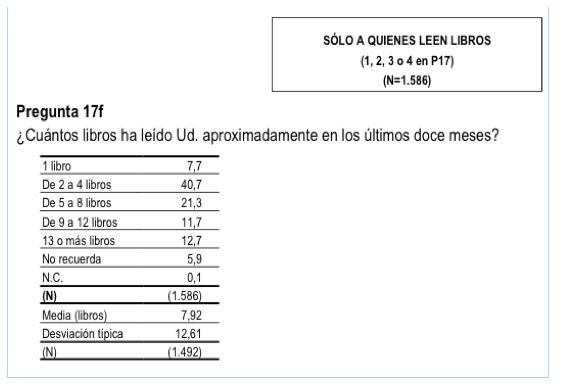 SÓLO A QUIENES LEEN LIBROS
(1, 2, 3 o 4 en P17)
(N=1.586)
Pregunta 17f
¿Cuántos libros ha leído Ud. aproximadamente en los últimos doce meses?
1 libro 7,7
De 2 a 4 libros 40,7
De 5 a 8 libros 21,3
De 9 a 12 libros 11,7
13 o más libros 12,7
No recuerda 5,9
N.C. 0,1
(N) (1.586)
Media (libros) 7,92
Desviación típica 12,61
(N) (1.492)